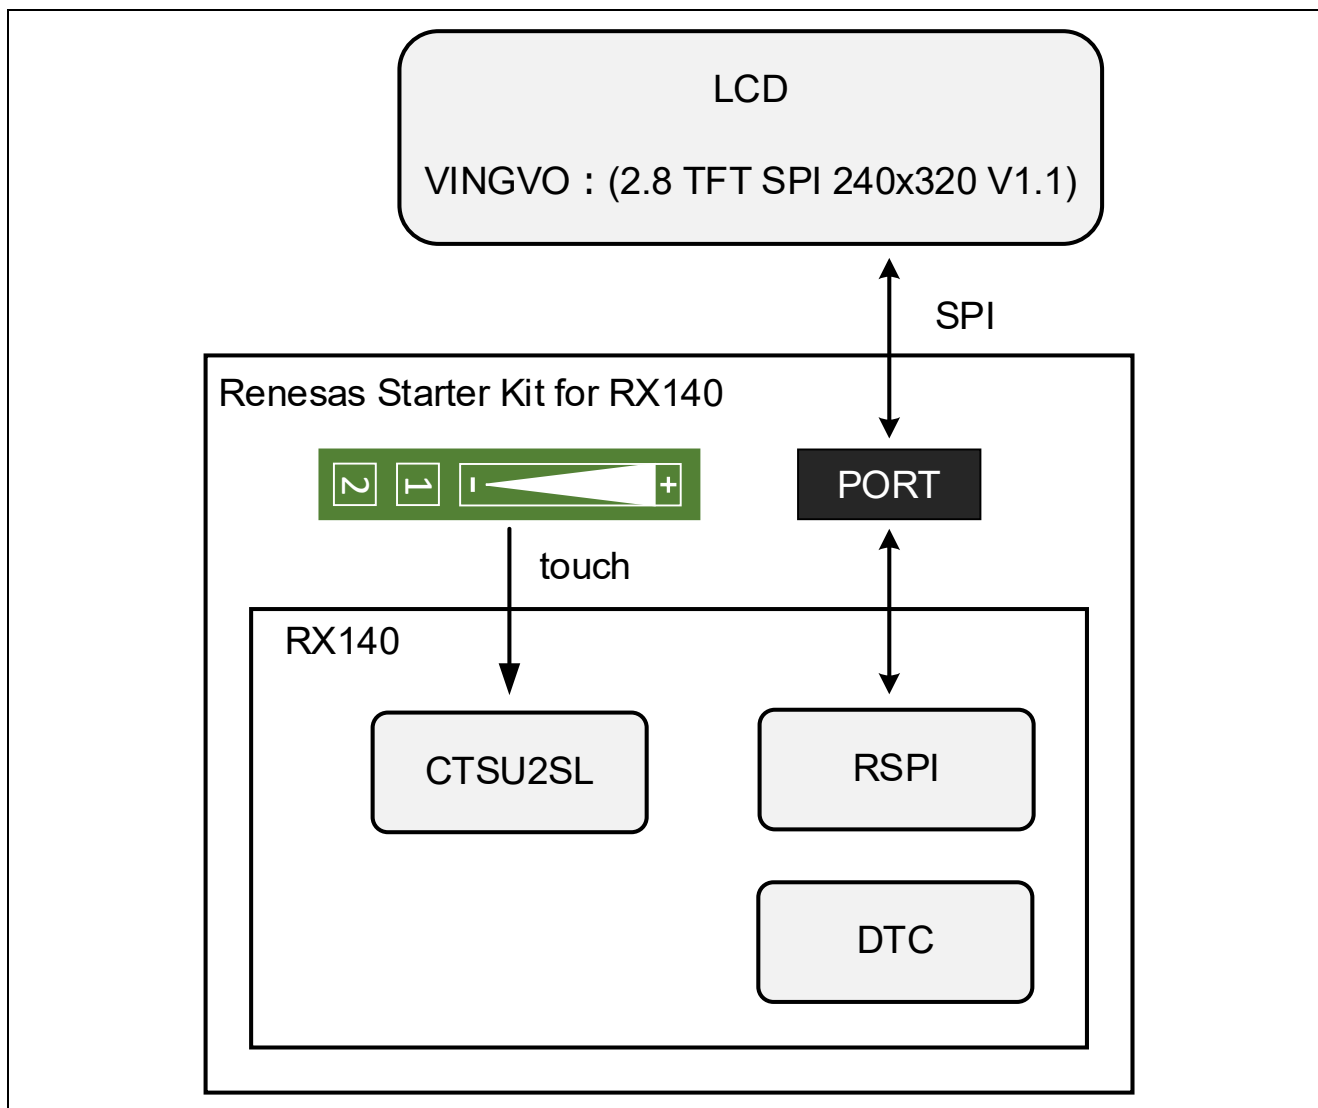 LCD
VINGVO : (2.8 TFT SPI 240x320 V1.1)
SPI
Renesas Starter Kit for RX140
2 1 - +
PORT
touch
RX140
CTSU2SL
RSPI
DTC